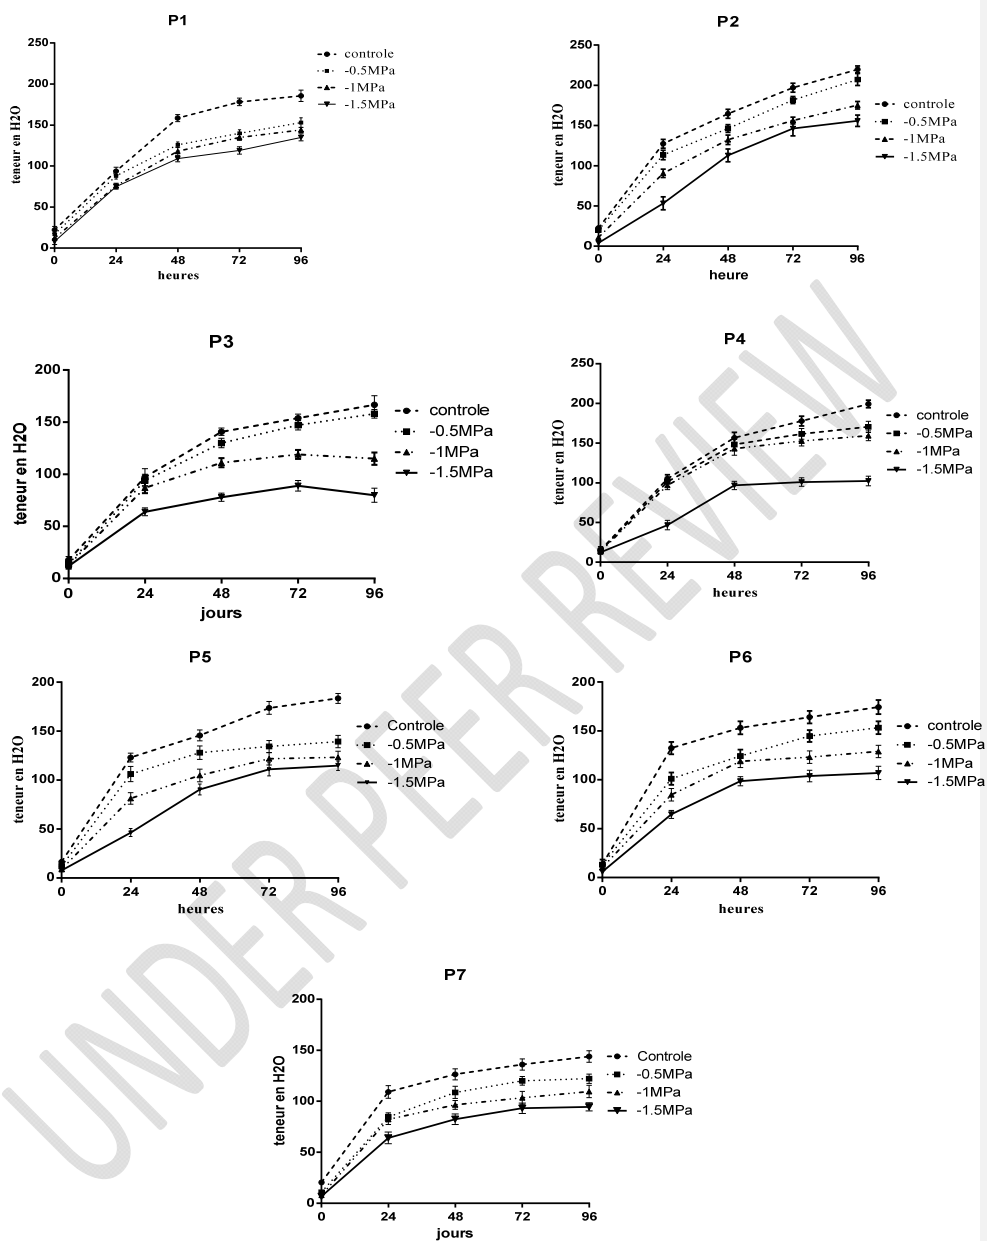 P1
250
200
150
100
50
0
teneur en H2O
0 24 48 72 96
heures
controle
-0.5MPa
-1MPa
-1.5MPa
P2
250
200
150
100
50
0
teneur en H2O
0 24 48 72 96
heure
controle
-0.5MPa
-1MPa
-1.5MPa
P3
200
150
100
50
0
teneur en H2O
0 24 48 72 96
jours
controle
-0.5MPa
-1MPa
-1.5MPa
P4
250
200
150
100
50
0
teneur en H2O
0 24 48 72 96
heures
controle
-0.5MPa
-1MPa
-1.5MPa
P5
200
150
100
50
0
teneur en H2O
0 24 48 72 96
heures
Controle
-0.5MPa
-1MPa
-1.5MPa
P6
200
150
100
50
0
teneur en H2O
0 24 48 72 96
heures
controle
-0.5MPa
-1MPa
-1.5MPa
P7
200
150
100
50
0
teneur en H2O
0 24 48 72 96
jours
Controle
-0.5MPa
-1MPa
-1.5MPa
UNDER PEER REVIEW